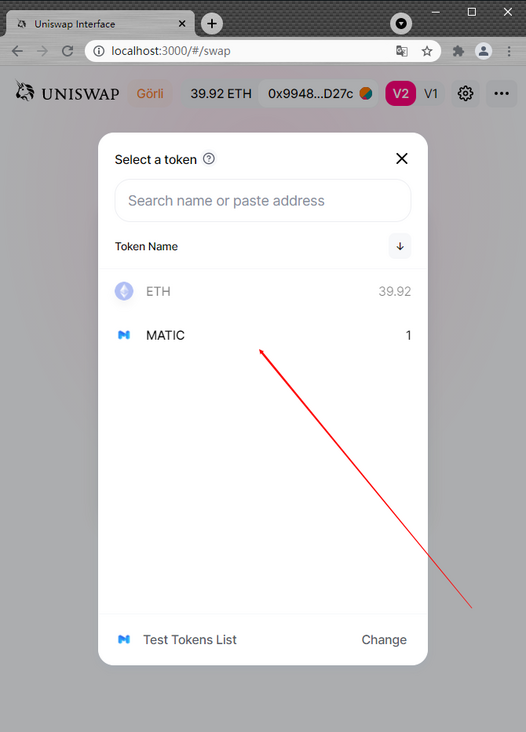 Uniswap Interface
localhost:3000/#/swap
UNISWAP
Görli
39.92 ETH
0x9948...D27c
V2
V1
Select a token
Search name or paste address
Token Name
ETH
39.92
MATIC
1
Test Tokens List
Change